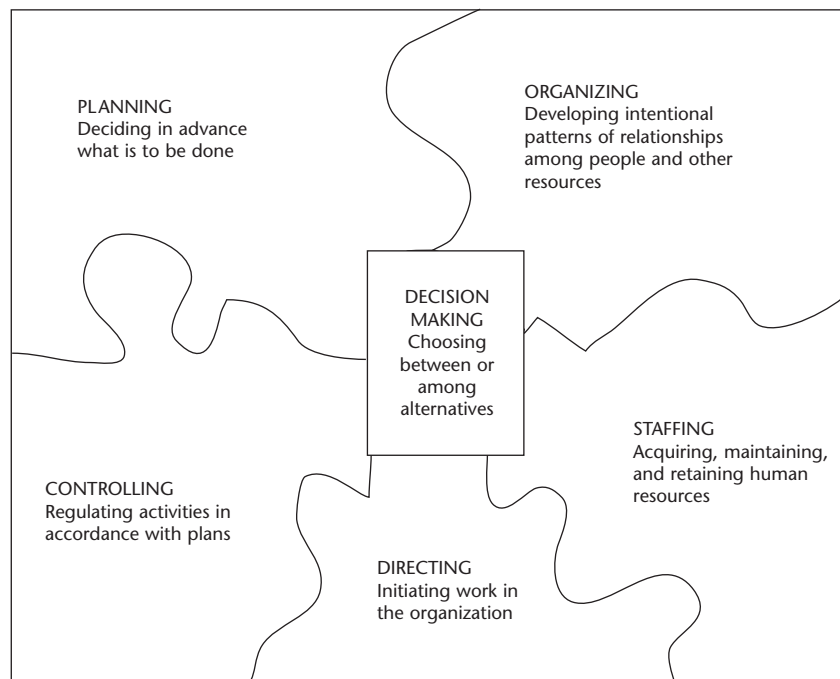 PLANNING
Deciding in advance
what is to be done
ORGANIZING
Developing intentional
patterns of relationships
among people and other
resources
DECISION
MAKING
Choosing
between or
among
alternatives
STAFFING
Acquiring, maintaining,
and retaining human
resources
CONTROLLING
Regulating activities in
accordance with plans
DIRECTING
Initiating work in
the organization